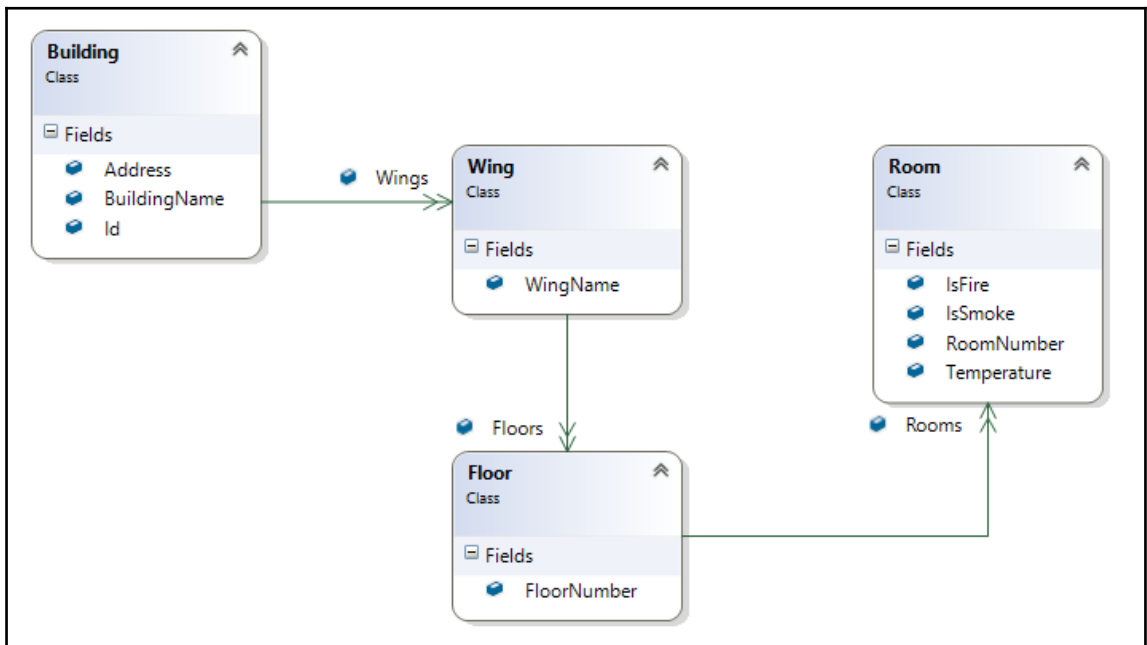 Building
Class
Fields
Address
BuildingName
Id
Wings
Wing
Class
Fields
WingName
Floors
Floor
Class
Fields
FloorNumber
Rooms
Room
Class
Fields
IsFire
IsSmoke
RoomNumber
Temperature